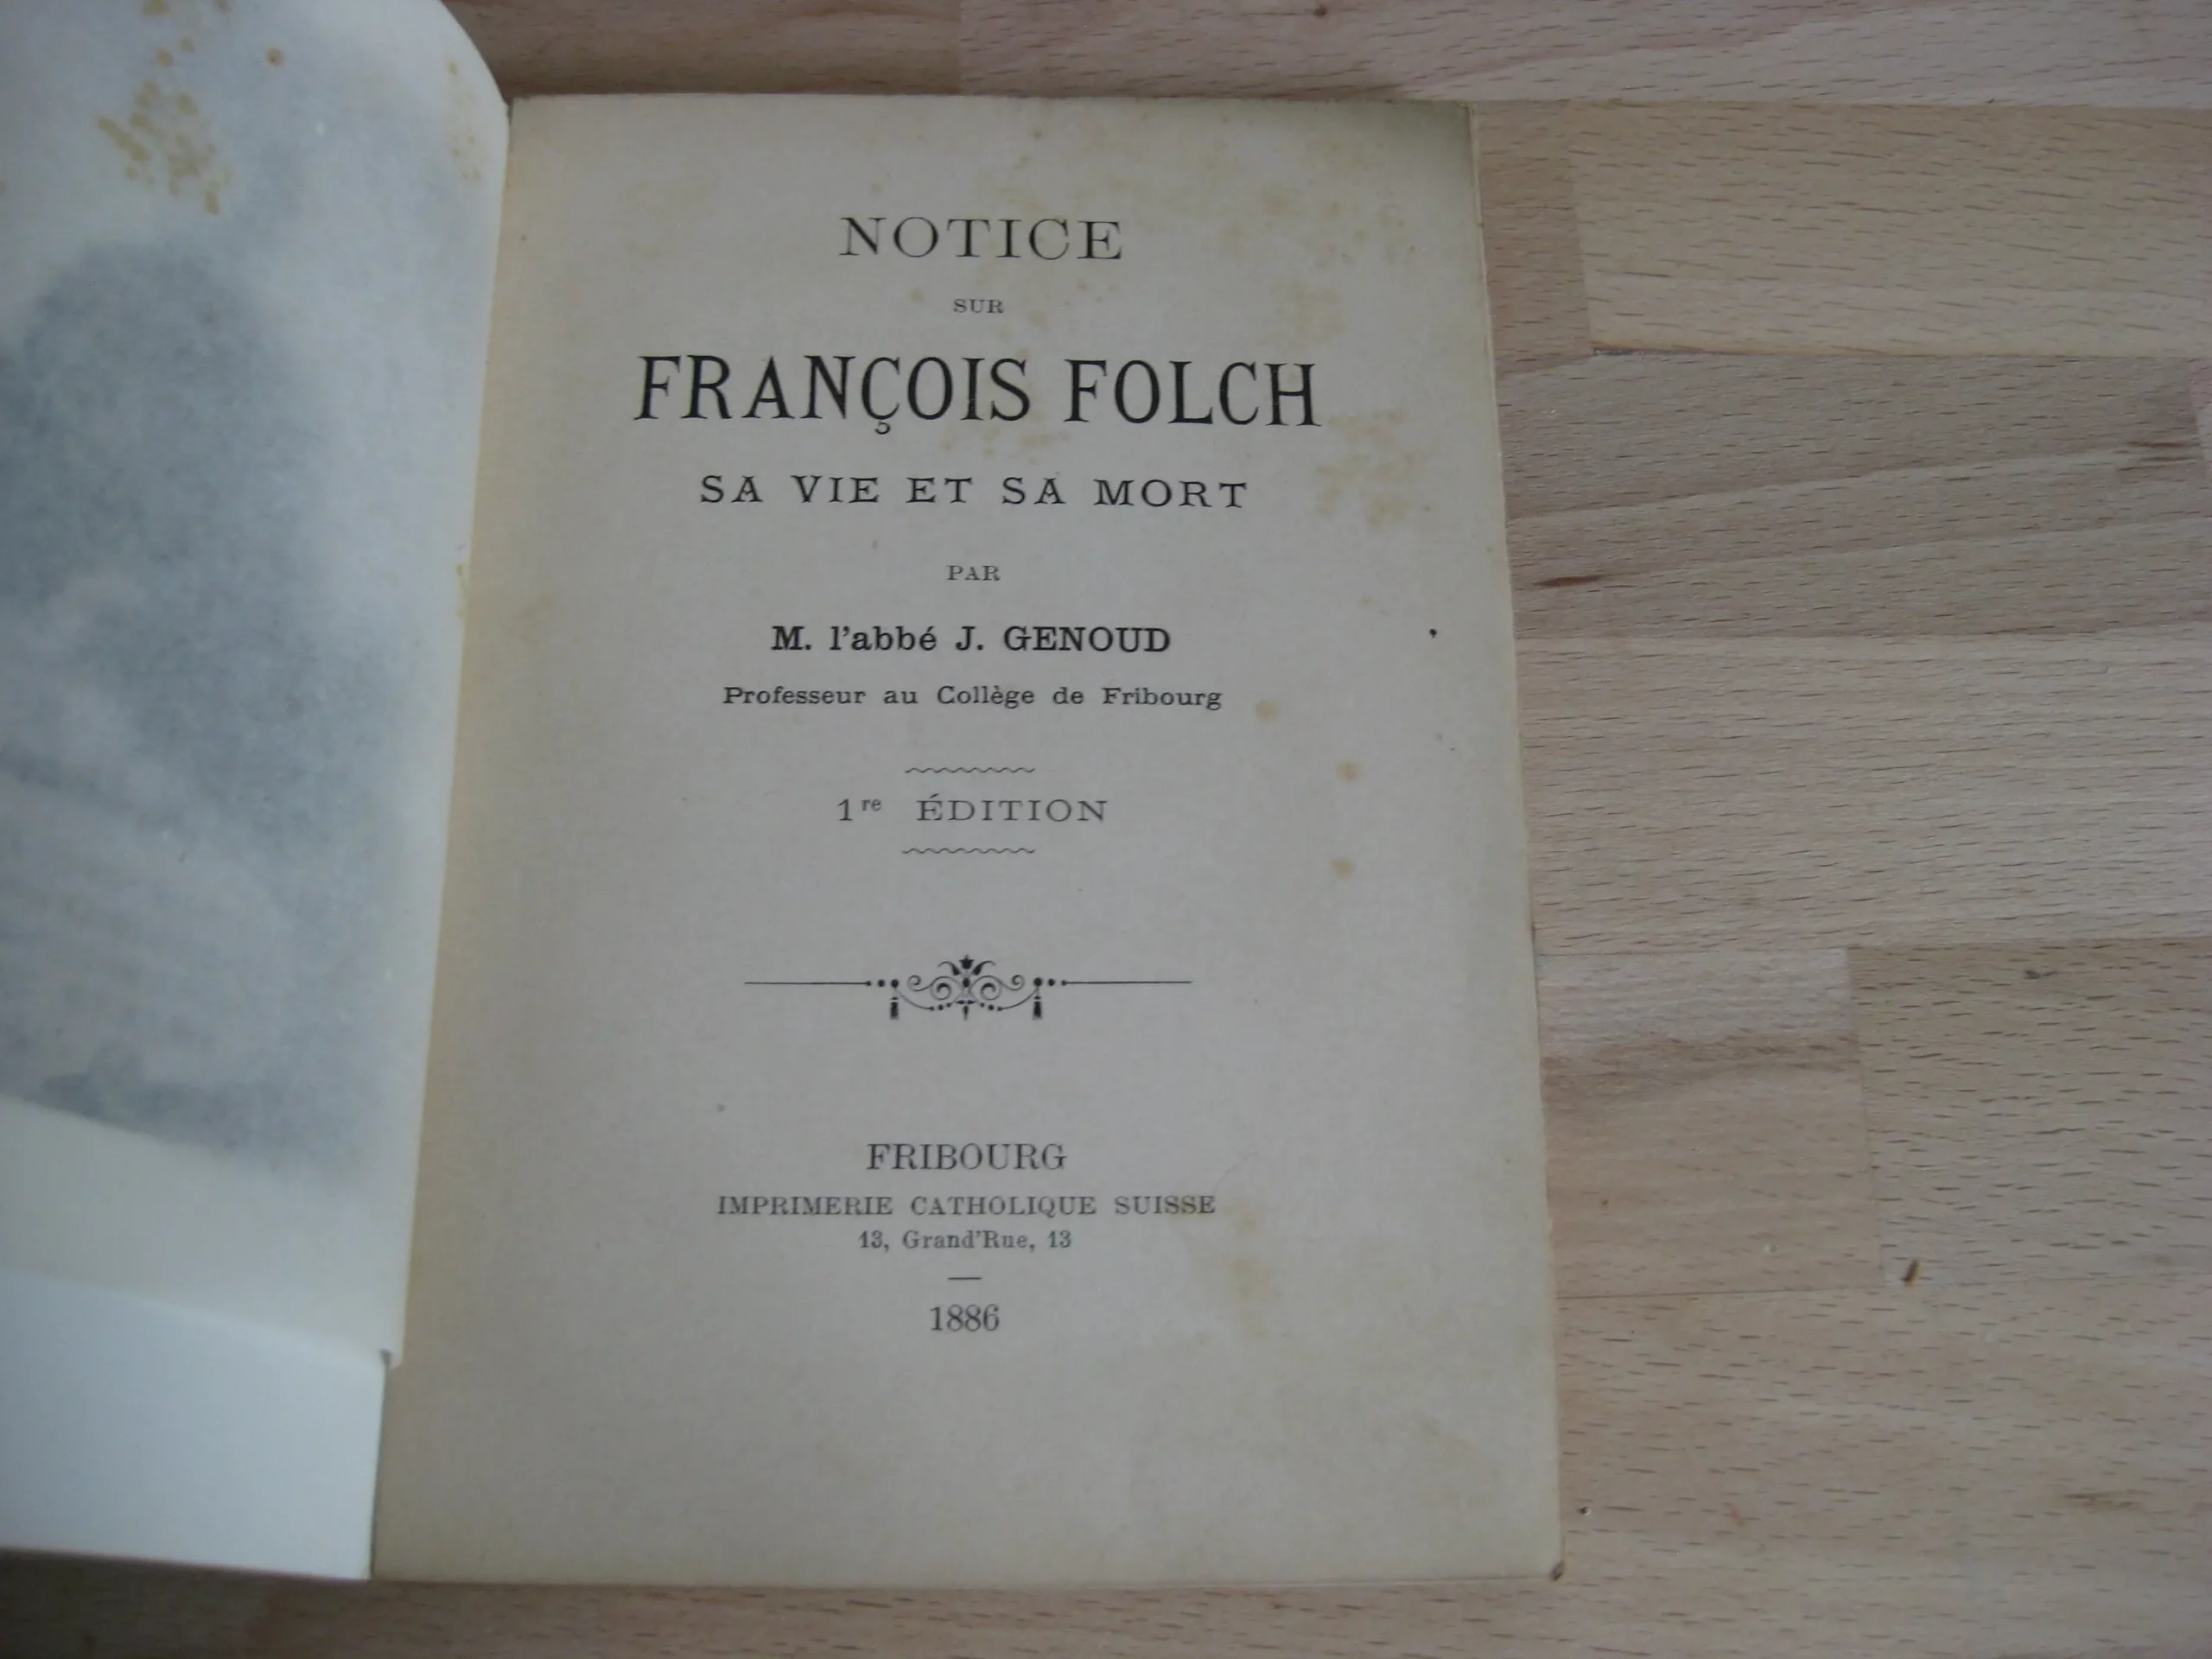 NOTICE
SUR
FRANÇOIS FOLCH
SA VIE ET SA MORT
PAR
M. l'abbé J. GENOUD
Professeur au Collège de Fribourg
1re ÉDITION
FRIBOURG
IMPRIMERIE CATHOLIQUE SUISSE
13, Grand'Rue, 13
1886